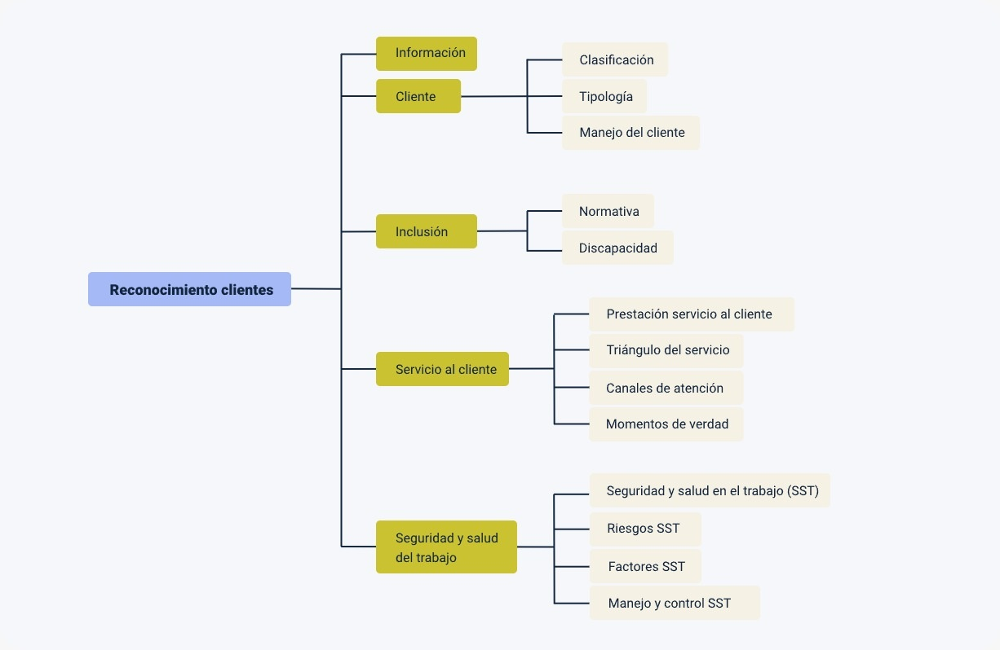 Reconocimiento clientes
Información
Cliente
Clasificación
Tipología
Manejo del cliente
Inclusión
Normativa
Discapacidad
Servicio al cliente
Prestación servicio al cliente
Triángulo del servicio
Canales de atención
Momentos de verdad
Seguridad y salud
del trabajo
Seguridad y salud en el trabajo (SST)
Riesgos SST
Factores SST
Manejo y control SST